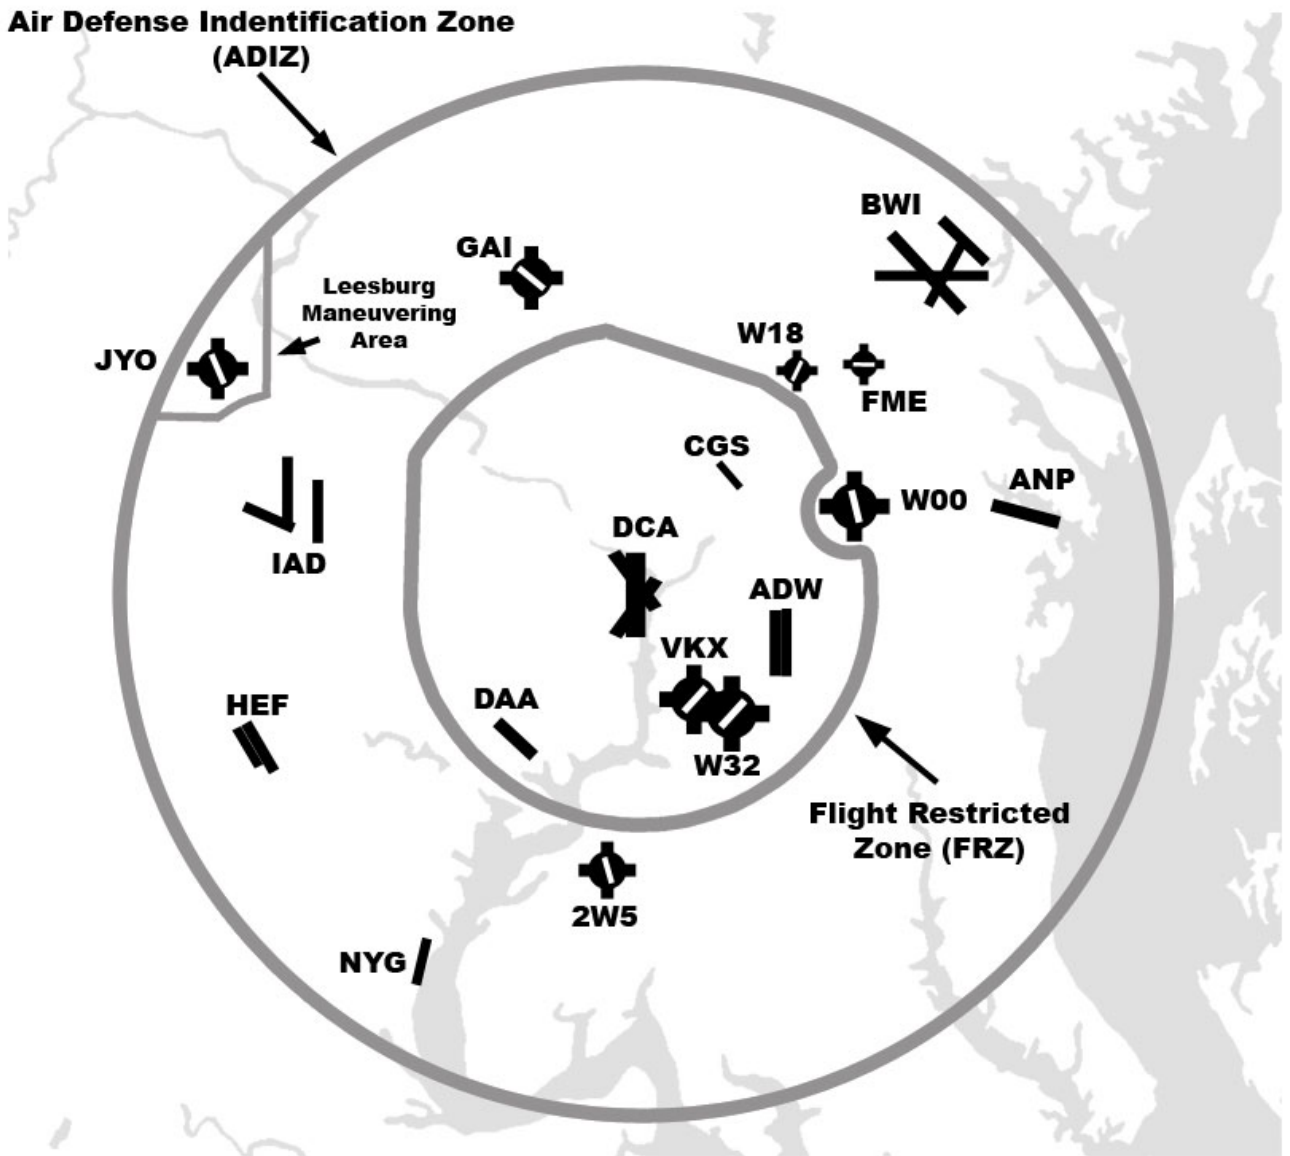 Air Defense Indentification Zone
(ADIZ)
BWI
GAI
Leesburg
Maneuvering
Area
W18
JYO
FME
CGS
ANP
W00
DCA
IAD
ADW
VKX
DAA
HEF
W32
Flight Restricted
Zone (FRZ)
2W5
NYG